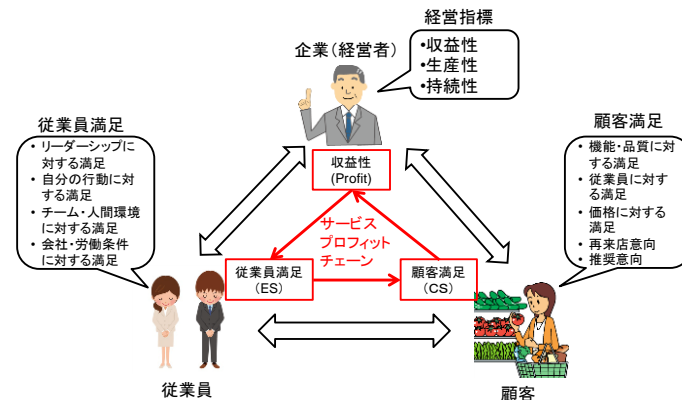 経営指標
企業(経営者)
•収益性
•生産性
•持続性
従業員満足
• リーダーシップに
対する満足
• 自分の行動に対
する満足
• チーム・人間環境
に対する満足
• 会社・労働条件
に対する満足
顧客満足
• 機能・品質に対
する満足
• 従業員に対す
る満足
• 価格に対する
満足
• 再来店意向
• 推奨意向
収益性
(Profit)
サービス
プロフィット
チェーン
従業員満足
(ES)
顧客満足
(CS)
従業員
顧客